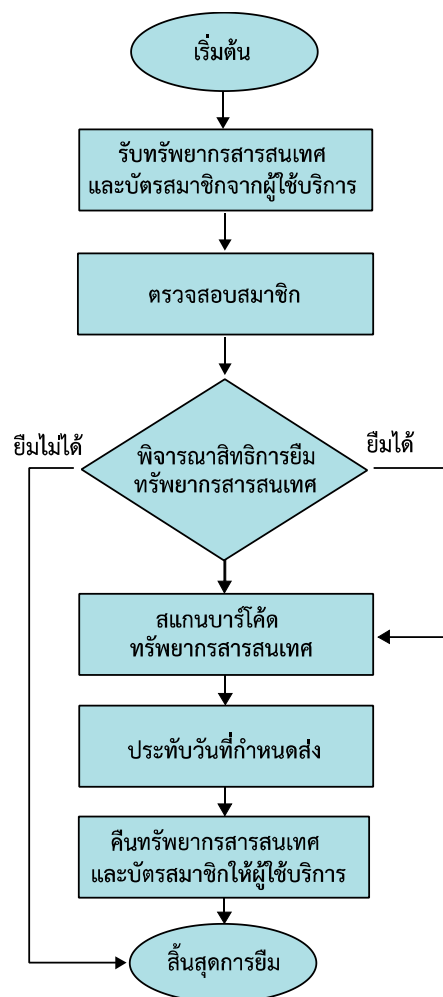 เริ่มต้น
รับทรัพยากรสารสนเทศ
และบัตรสมาชิกจากผู้ใช้บริการ
ตรวจสอบสมาชิก
ยืมไม่ได้
พิจารณาสิทธิการยืม
ทรัพยากรสารสนเทศ
ยืมได้
สแกนบาร์โค้ด
ทรัพยากรสารสนเทศ
ประทับวันที่กำหนดส่ง
คืนทรัพยากรสารสนเทศ
และบัตรสมาชิกให้ผู้ใช้บริการ
สิ้นสุดการยืม